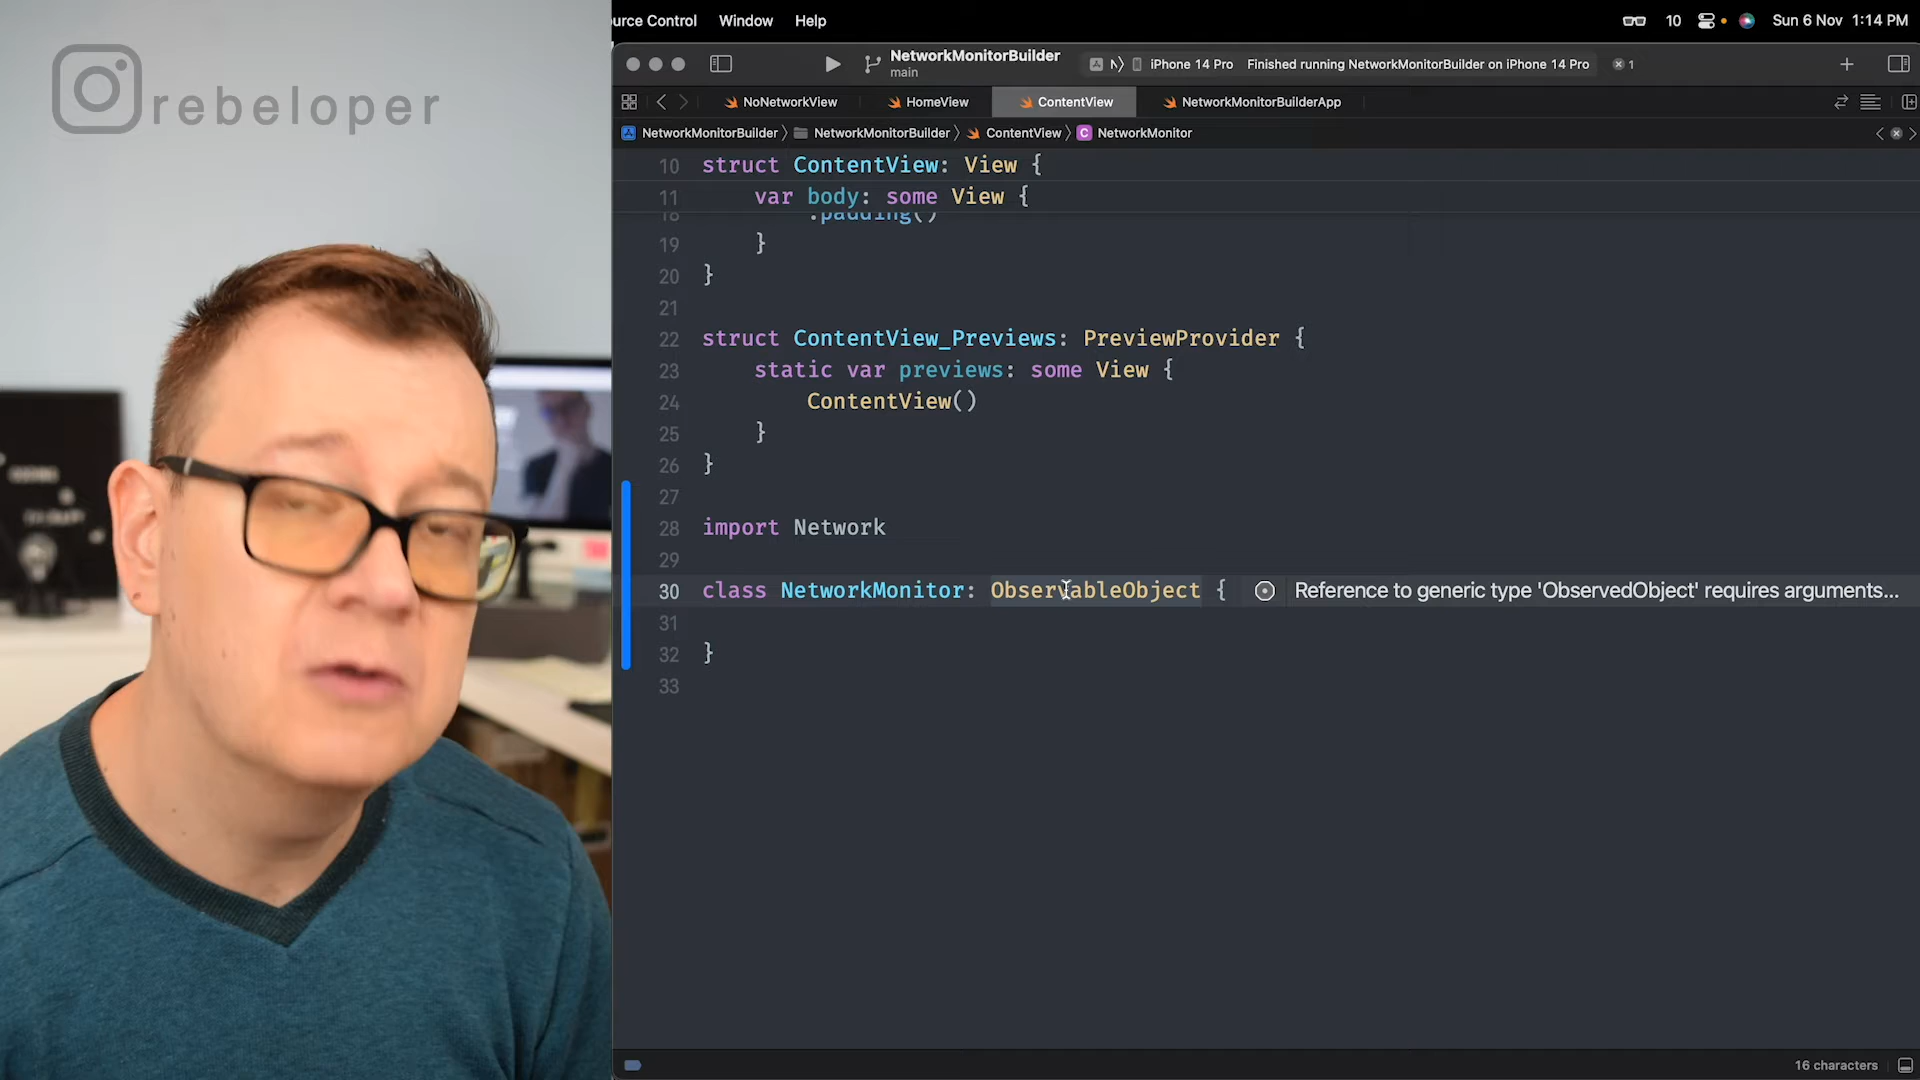 rebeloper
urce Control Window Help
10 Sun 6 Nov 1:14 PM
NetworkMonitorBuilder
main
iPhone 14 Pro Finished running NetworkMonitorBuilder on iPhone 14 Pro 1
NoNetworkView HomeView ContentView NetworkMonitorBuilderApp
NetworkMonitorBuilder NetworkMonitorBuilder ContentView C NetworkMonitor
10 struct ContentView: View {
11 var body: some View {
18 .padding()
19 }
20 }
21
22 struct ContentView_Previews: PreviewProvider {
23 static var previews: some View {
24 ContentView()
25 }
26 }
27
28 import Network
29
30 class NetworkMonitor: ObservableObject { Reference to generic type 'ObservedObject' requires arguments...
31
32 }
33
16 characters